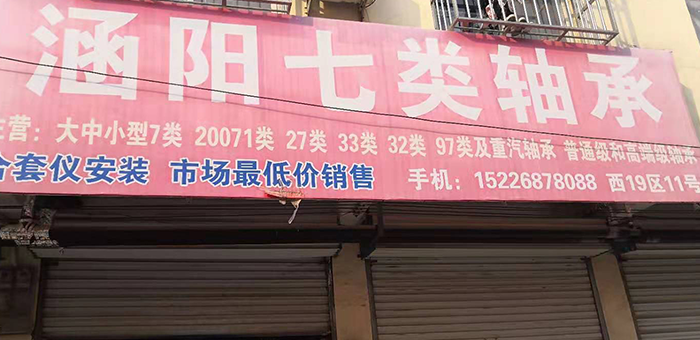 涵阳七类轴承
主营：大中小型7类 20071类 27类 33类 32类 97类及重汽轴承 普通级和高端级轴承
合套仪安装 市场最低价销售 手机：15226878088 西19区11号